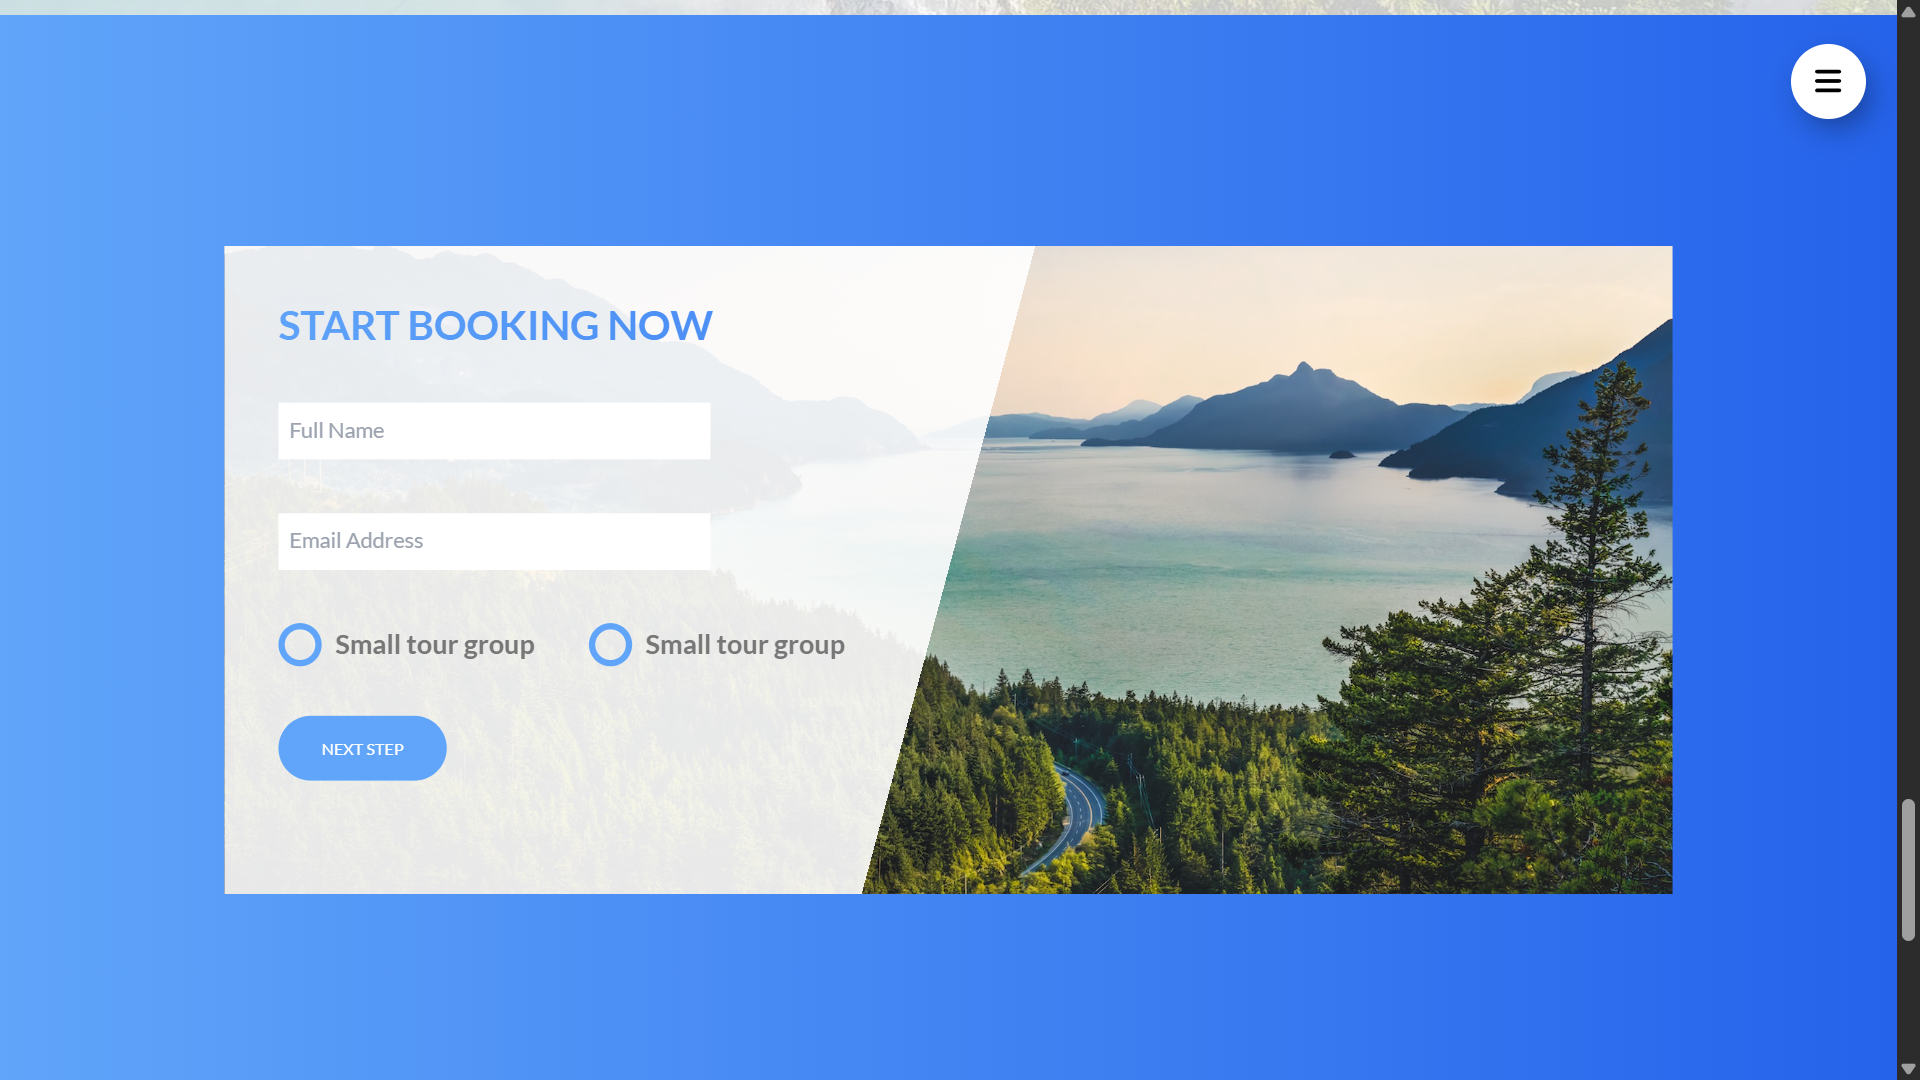 START BOOKING NOW
Full Name
Email Address
Small tour group Small tour group
NEXT STEP